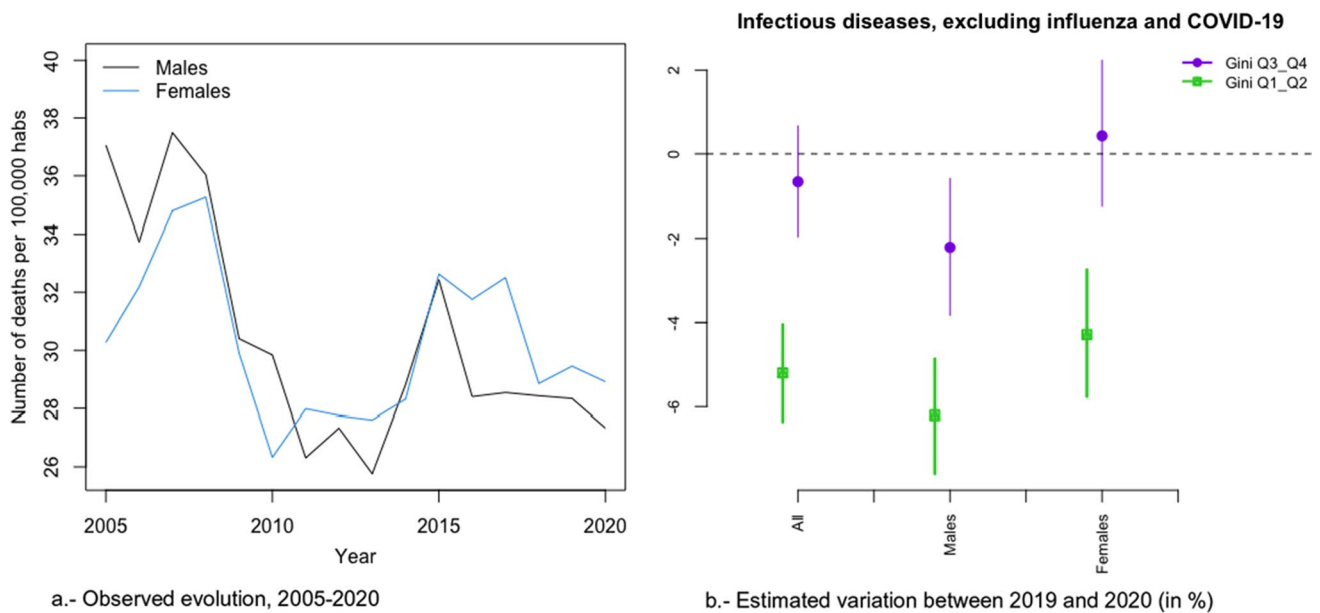 Infectious diseases, excluding influenza and COVID-19
Number of deaths per 100,000 habs
40
38
36
34
32
30
28
26
Males
Females
2005
2010
2015
2020
Year
a.- Observed evolution, 2005-2020
2
0
-2
-4
-6
Gini Q3_Q4
Gini Q1_Q2
All
Males
Females
b.- Estimated variation between 2019 and 2020 (in %)